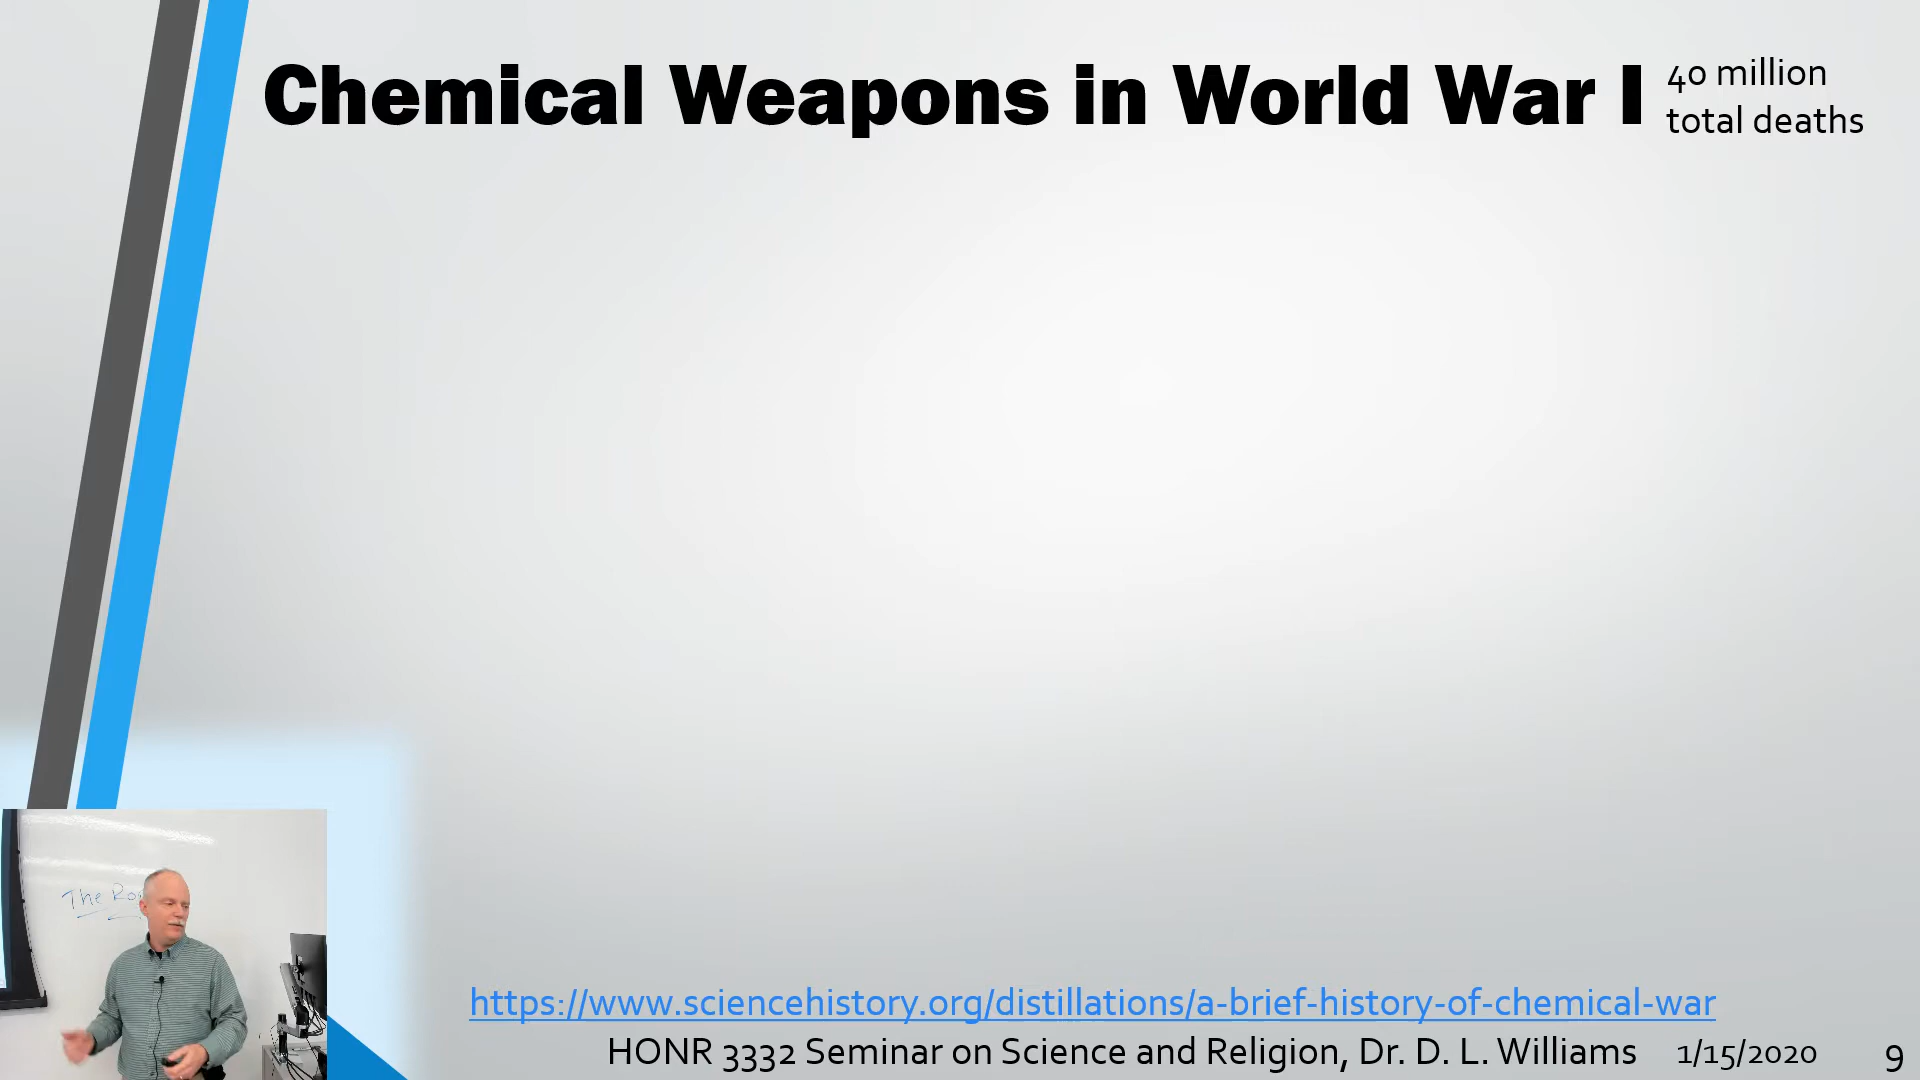 Chemical Weapons in World War I
40 million
total deaths
The
https://www.sciencehistory.org/distillations/a-brief-history-of-chemical-war
HONR 3332 Seminar on Science and Religion, Dr. D. L. Williams
1/15/2020
9